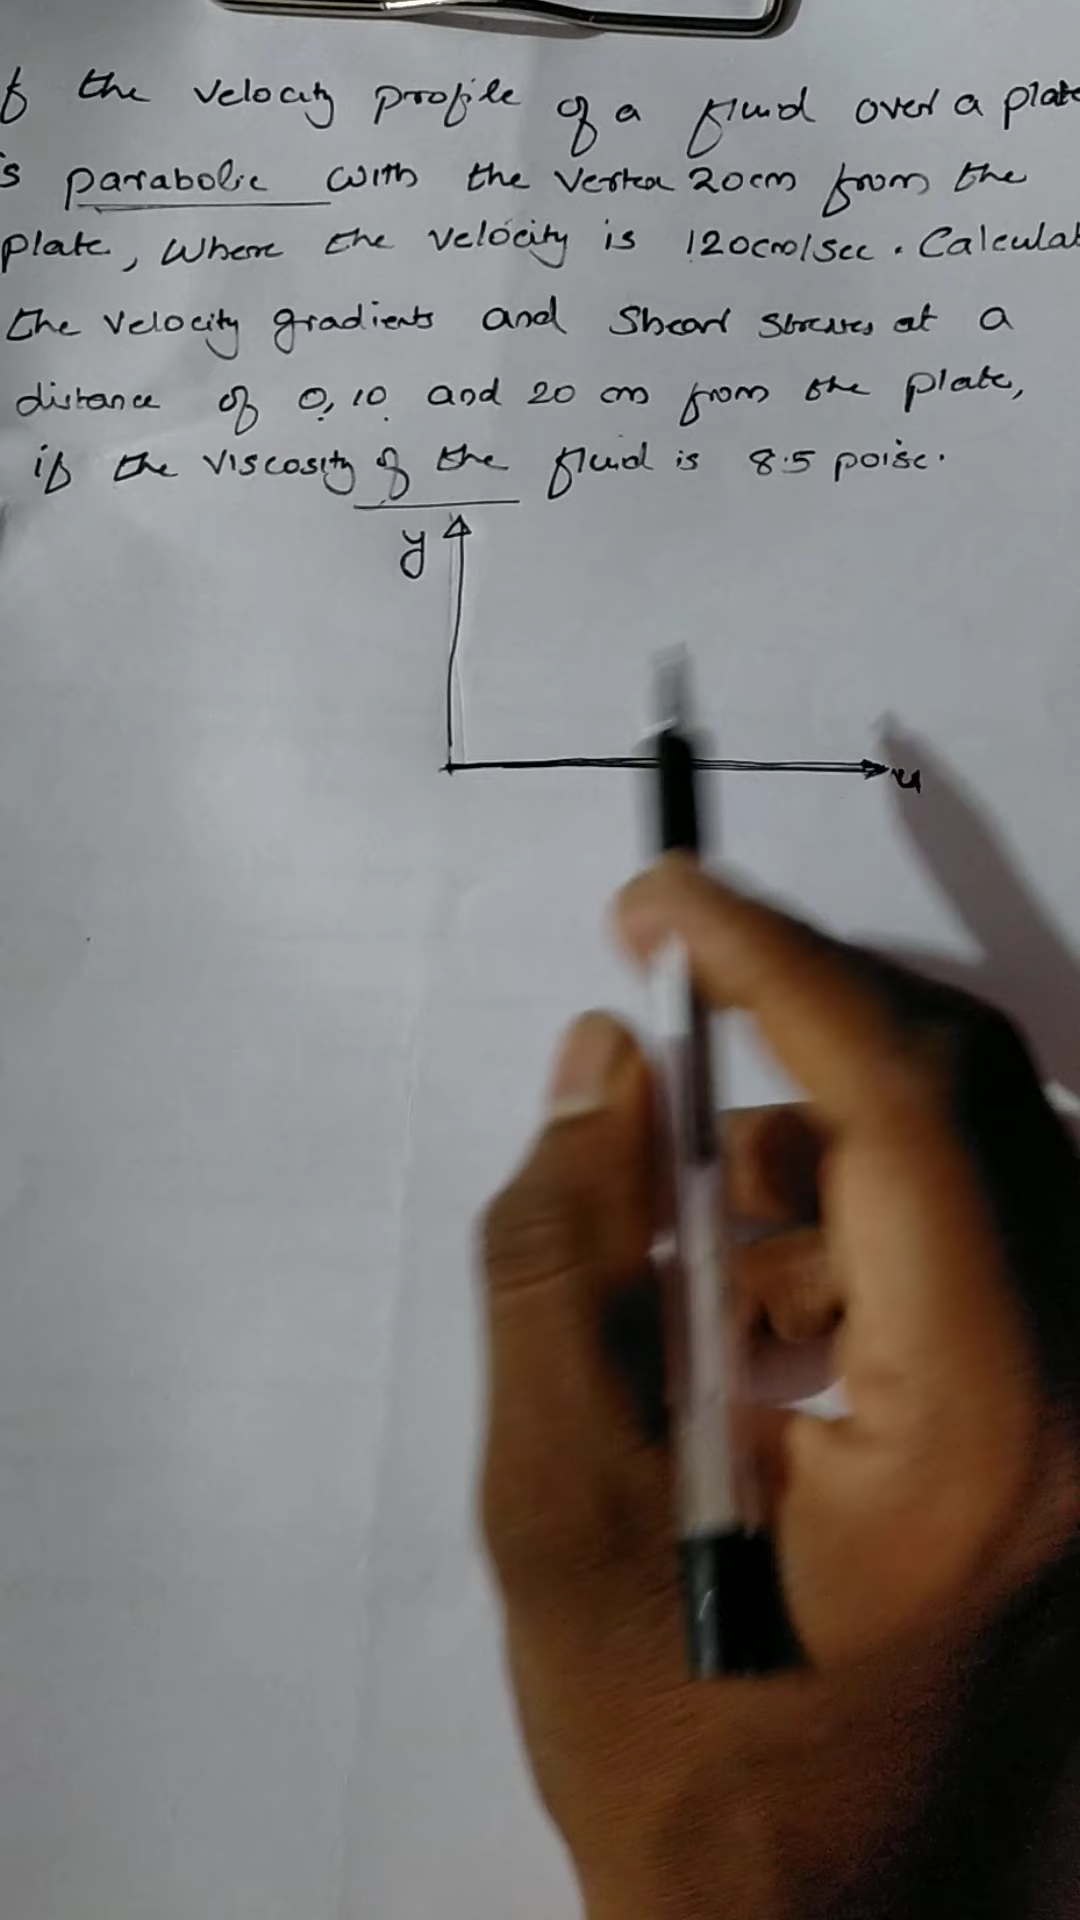 f the velocity profile of a fluid over a plate
s parabolic with the vertex 20cm from the
plate, where the velocity is 120cm/sec. Calculat
the velocity gradients and shear stresses at a
distance of 0, 10 and 20 cm from the plate,
if the viscosity of the fluid is 8.5 poise.
y
u